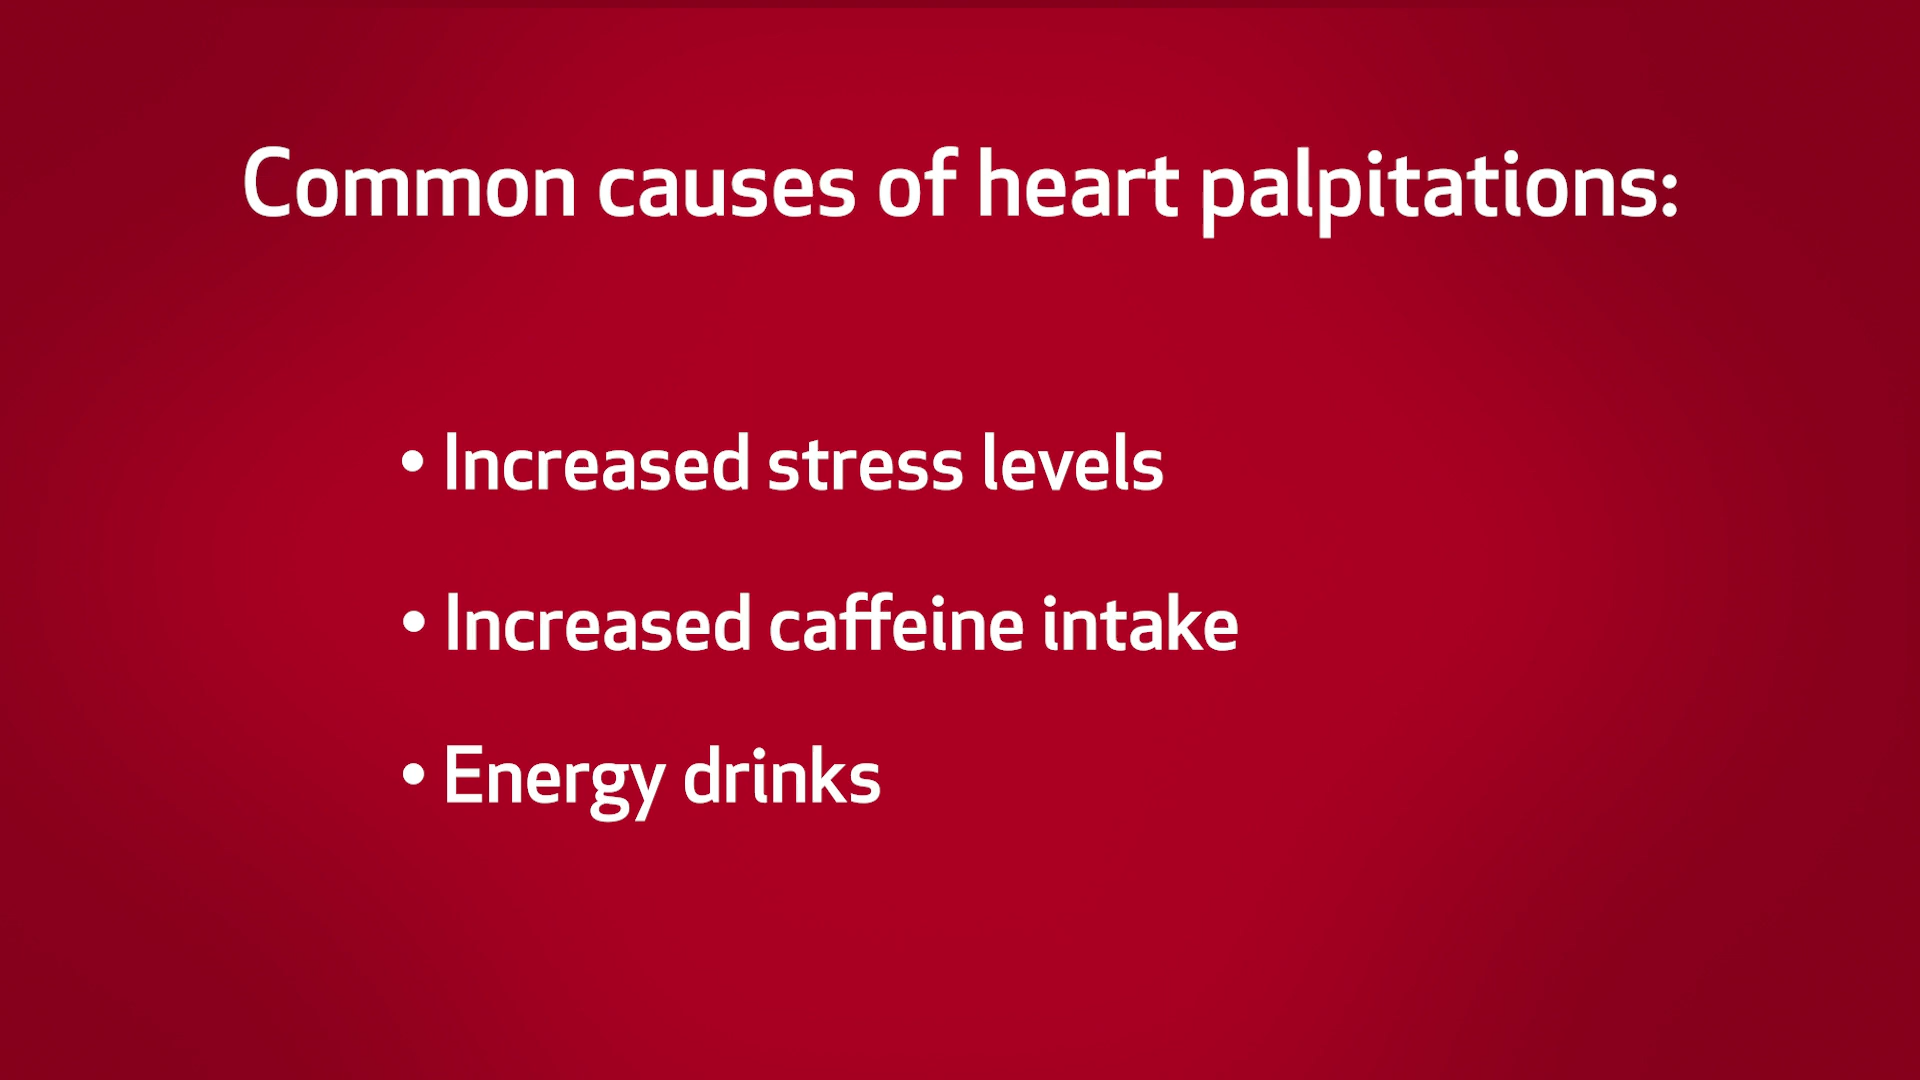 Common causes of heart palpitations:
• Increased stress levels
• Increased caffeine intake
• Energy drinks